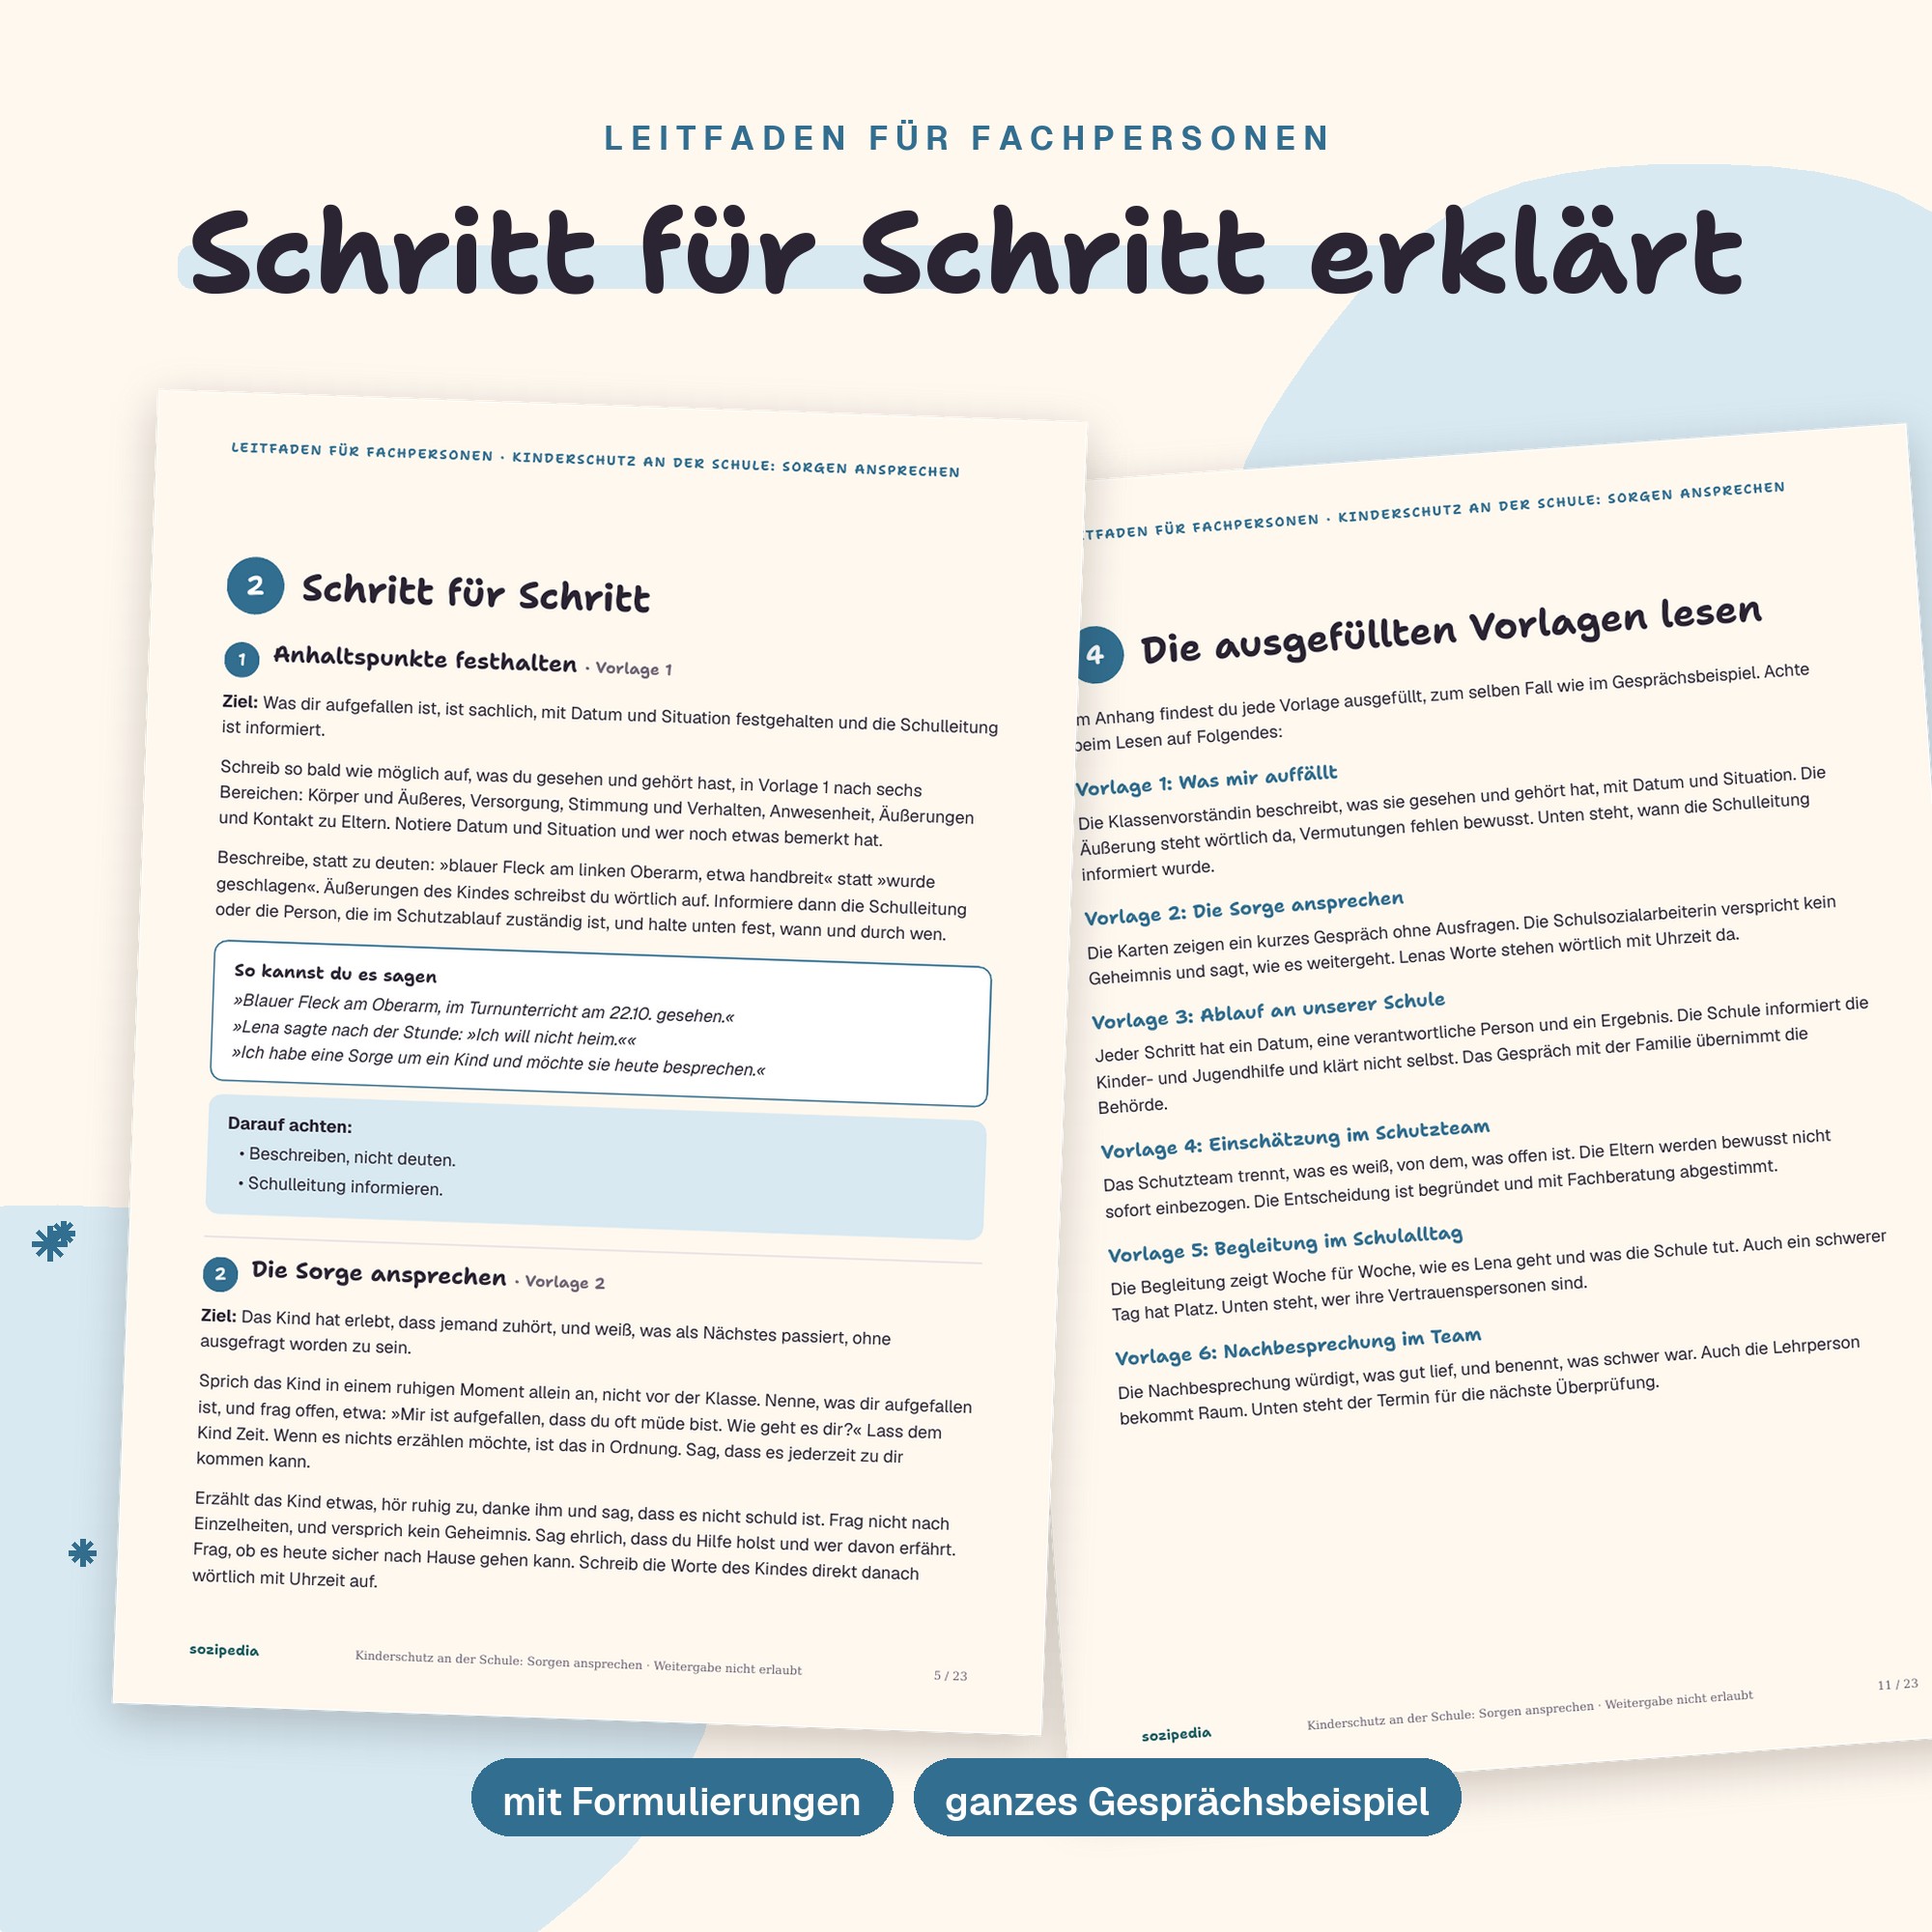 LEITFADEN FÜR FACHPERSONEN
Schritt für Schritt erklärt
LEITFADEN FÜR FACHPERSONEN · KINDERSCHUTZ AN DER SCHULE: SORGEN ANSPRECHEN
2 Schritt für Schritt
1 Anhaltspunkte festhalten · Vorlage 1
Ziel: Was dir aufgefallen ist, ist sachlich, mit Datum und Situation festgehalten und die Schulleitung
ist informiert.
Schreib so bald wie möglich auf, was du gesehen und gehört hast, in Vorlage 1 nach sechs
Bereichen: Körper und Äußeres, Versorgung, Stimmung und Verhalten, Anwesenheit, Äußerungen
und Kontakt zu Eltern. Notiere Datum und Situation und wer noch etwas bemerkt hat.
Beschreibe, statt zu deuten: »blauer Fleck am linken Oberarm, etwa handbreit« statt »wurde
geschlagen«. Äußerungen des Kindes schreibst du wörtlich auf. Informiere dann die Schulleitung
oder die Person, die im Schutzablauf zuständig ist, und halte unten fest, wann und durch wen.
So kannst du es sagen
»Blauer Fleck am Oberarm, im Turnunterricht am 22.10. gesehen.«
»Lena sagte nach der Stunde: »Ich will nicht heim.««
»Ich habe eine Sorge um ein Kind und möchte sie heute besprechen.«
Darauf achten:
• Beschreiben, nicht deuten.
• Schulleitung informieren.
2 Die Sorge ansprechen · Vorlage 2
Ziel: Das Kind hat erlebt, dass jemand zuhört, und weiß, was als Nächstes passiert, ohne
ausgefragt worden zu sein.
Sprich das Kind in einem ruhigen Moment allein an, nicht vor der Klasse. Nenne, was dir aufgefallen
ist, und frag offen, etwa: »Mir ist aufgefallen, dass du oft müde bist. Wie geht es dir?« Lass dem
Kind Zeit. Wenn es nichts erzählen möchte, ist das in Ordnung. Sag, dass es jederzeit zu dir
kommen kann.
Erzählt das Kind etwas, hör ruhig zu, danke ihm und sag, dass es nicht schuld ist. Frag nicht nach
Einzelheiten, und versprich kein Geheimnis. Sag ehrlich, dass du Hilfe holst und wer davon erfährt.
Frag, ob es heute sicher nach Hause gehen kann. Schreib die Worte des Kindes direkt danach
wörtlich mit Uhrzeit auf.
sozipedia Kinderschutz an der Schule: Sorgen ansprechen · Weitergabe nicht erlaubt 5 / 23
TFADEN FÜR FACHPERSONEN · KINDERSCHUTZ AN DER SCHULE: SORGEN ANSPRECHEN
4 Die ausgefüllten Vorlagen lesen
m Anhang findest du jede Vorlage ausgefüllt, zum selben Fall wie im Gesprächsbeispiel. Achte
beim Lesen auf Folgendes:
Vorlage 1: Was mir auffällt
Die Klassenvorständin beschreibt, was sie gesehen und gehört hat, mit Datum und Situation. Die
Äußerung steht wörtlich da, Vermutungen fehlen bewusst. Unten steht, wann die Schulleitung
informiert wurde.
Vorlage 2: Die Sorge ansprechen
Die Karten zeigen ein kurzes Gespräch ohne Ausfragen. Die Schulsozialarbeiterin verspricht kein
Geheimnis und sagt, wie es weitergeht. Lenas Worte stehen wörtlich mit Uhrzeit da.
Vorlage 3: Ablauf an unserer Schule
Jeder Schritt hat ein Datum, eine verantwortliche Person und ein Ergebnis. Die Schule informiert die
Kinder- und Jugendhilfe und klärt nicht selbst. Das Gespräch mit der Familie übernimmt die
Behörde.
Vorlage 4: Einschätzung im Schutzteam
Das Schutzteam trennt, was es weiß, von dem, was offen ist. Die Eltern werden bewusst nicht
sofort einbezogen. Die Entscheidung ist begründet und mit Fachberatung abgestimmt.
Vorlage 5: Begleitung im Schulalltag
Die Begleitung zeigt Woche für Woche, wie es Lena geht und was die Schule tut. Auch ein schwerer
Tag hat Platz. Unten steht, wer ihre Vertrauenspersonen sind.
Vorlage 6: Nachbesprechung im Team
Die Nachbesprechung würdigt, was gut lief, und benennt, was schwer war. Auch die Lehrperson
bekommt Raum. Unten steht der Termin für die nächste Überprüfung.
sozipedia Kinderschutz an der Schule: Sorgen ansprechen · Weitergabe nicht erlaubt 11 / 23
mit Formulierungen
ganzes Gesprächsbeispiel